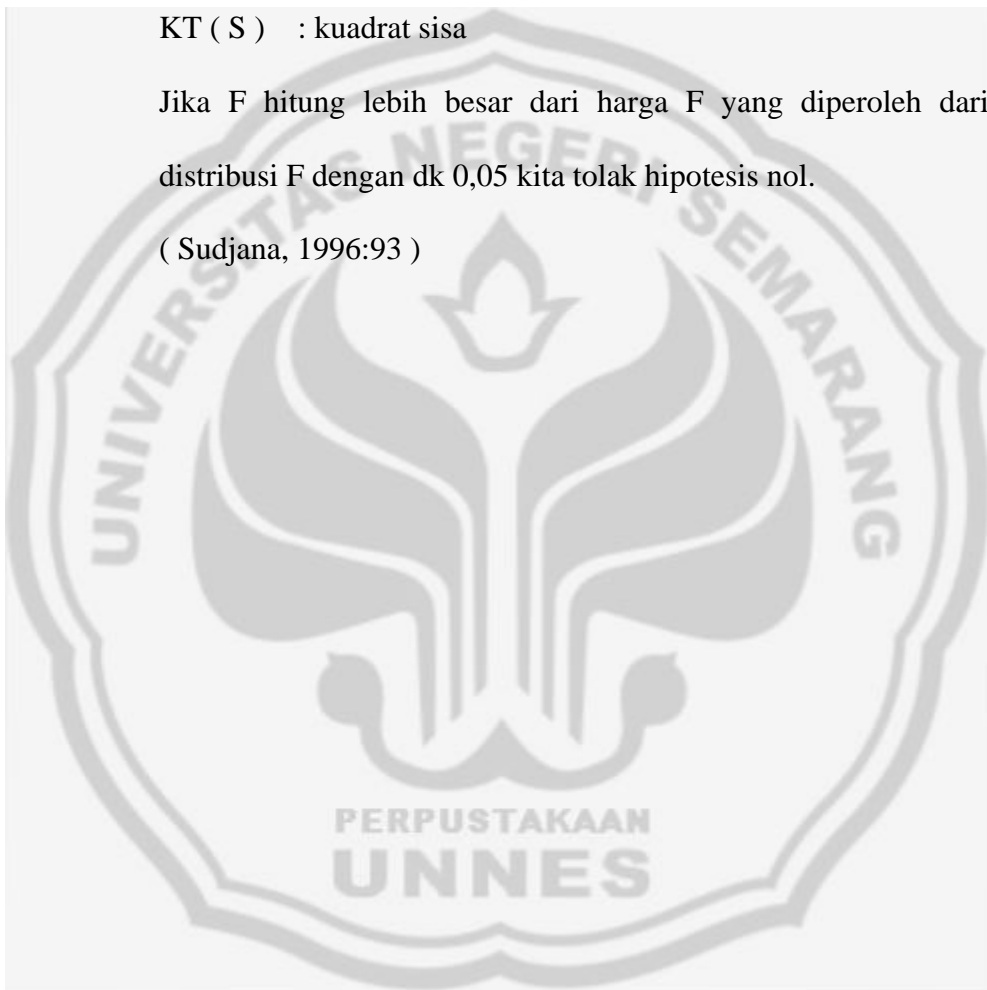 KT ( S ) : kuadrat sisa
Jika F hitung lebih besar dari harga F yang diperoleh dari
distribusi F dengan dk 0,05 kita tolak hipotesis nol.
( Sudjana, 1996:93 )
UNIVERSITAS NEGERI SEMARANG
PERPUSTAKAAN
UNNES